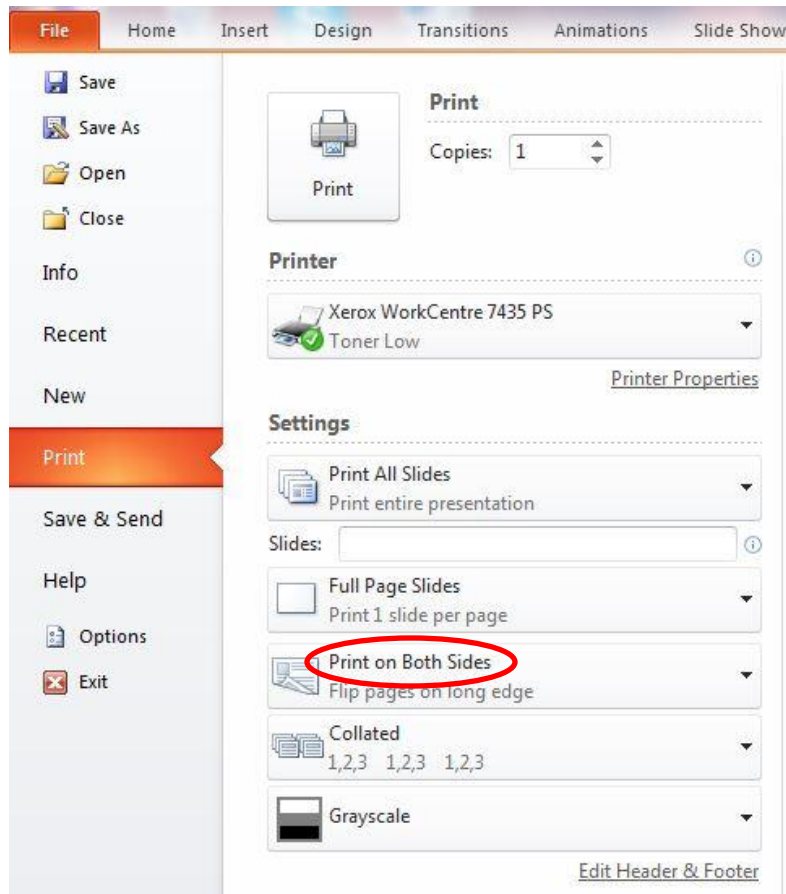 File Home Insert Design Transitions Animations Slide Show
Save
Save As
Open
Close
Info
Recent
New
Print
Save & Send
Help
Options
Exit
Print
Print
Copies: 1
Printer
Xerox WorkCentre 7435 PS
Toner Low
Printer Properties
Settings
Print All Slides
Print entire presentation
Slides:
Full Page Slides
Print 1 slide per page
Print on Both Sides
Flip pages on long edge
Collated
1,2,3 1,2,3 1,2,3
Grayscale
Edit Header & Footer